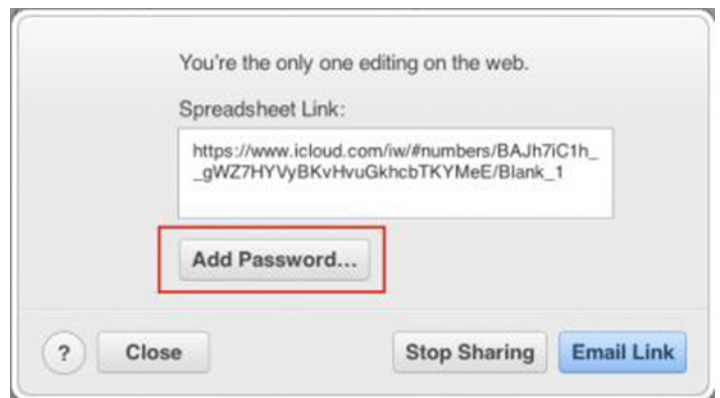 You're the only one editing on the web.
Spreadsheet Link:
https://www.icloud.com/iw/#numbers/BAJh7iC1h_
_gWZ7HYVyBKvHvuGkhcbTKYMeE/Blank_1
Add Password...
? Close Stop Sharing Email Link